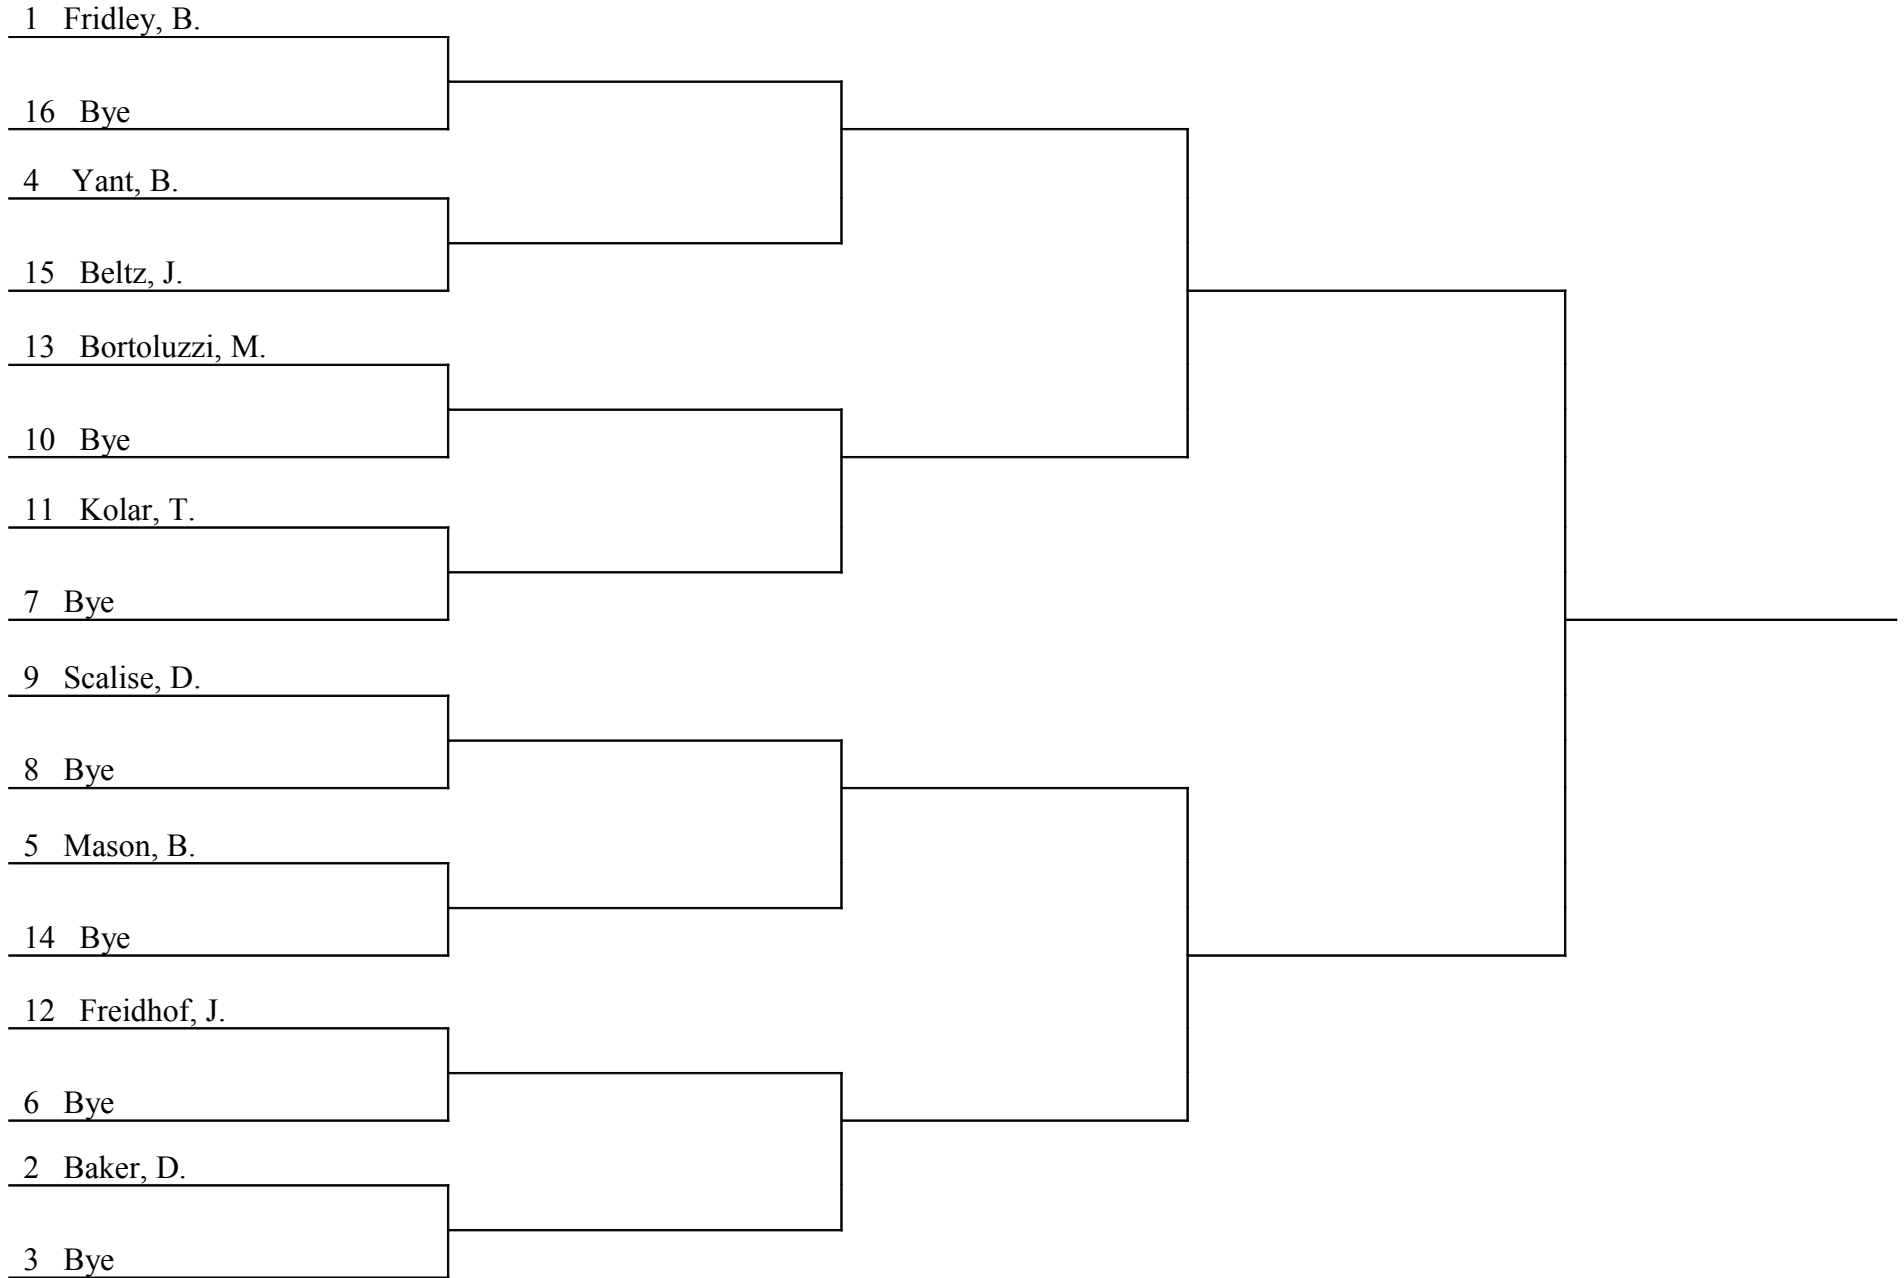 1 Fridley, B.
16 Bye
4 Yant, B.
15 Beltz, J.
13 Bortoluzzi, M.
10 Bye
11 Kolar, T.
7 Bye
9 Scalise, D.
8 Bye
5 Mason, B.
14 Bye
12 Freidhof, J.
6 Bye
2 Baker, D.
3 Bye